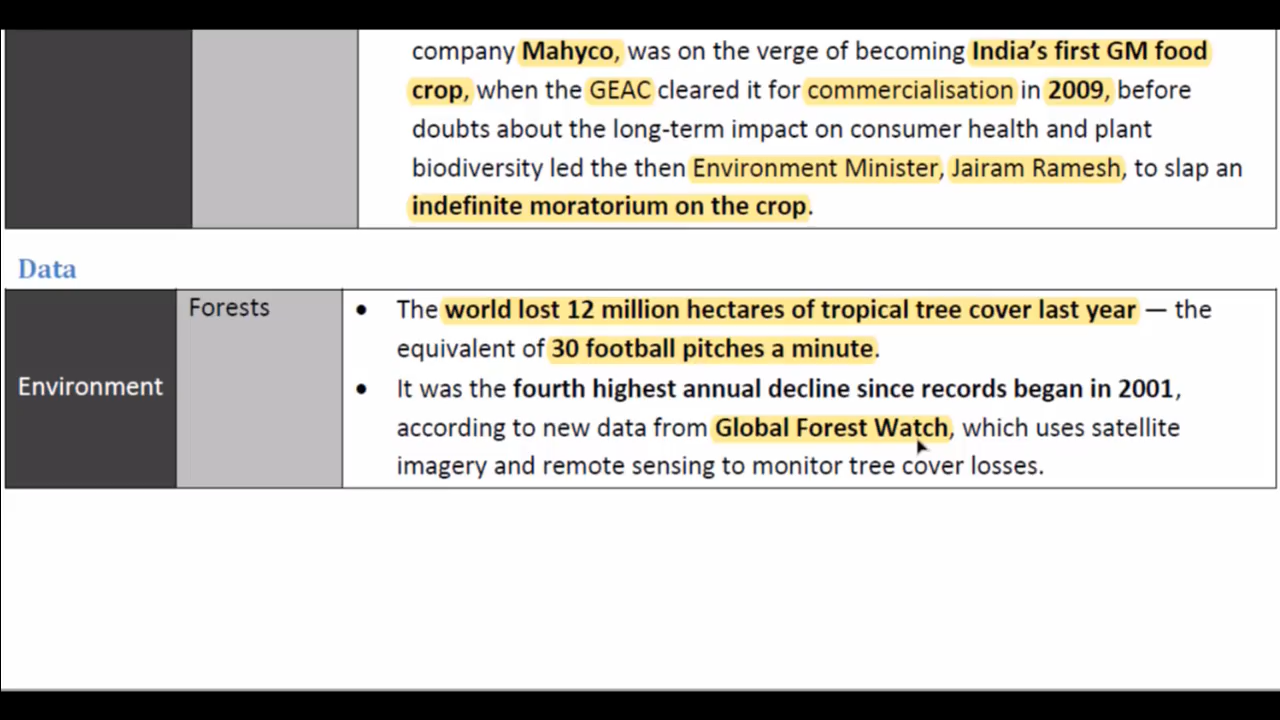 company Mahyco, was on the verge of becoming India’s first GM food
crop, when the GEAC cleared it for commercialisation in 2009, before
doubts about the long-term impact on consumer health and plant
biodiversity led the then Environment Minister, Jairam Ramesh, to slap an
indefinite moratorium on the crop.
Data
Environment
Forests
• The world lost 12 million hectares of tropical tree cover last year — the
equivalent of 30 football pitches a minute.
• It was the fourth highest annual decline since records began in 2001,
according to new data from Global Forest Watch, which uses satellite
imagery and remote sensing to monitor tree cover losses.